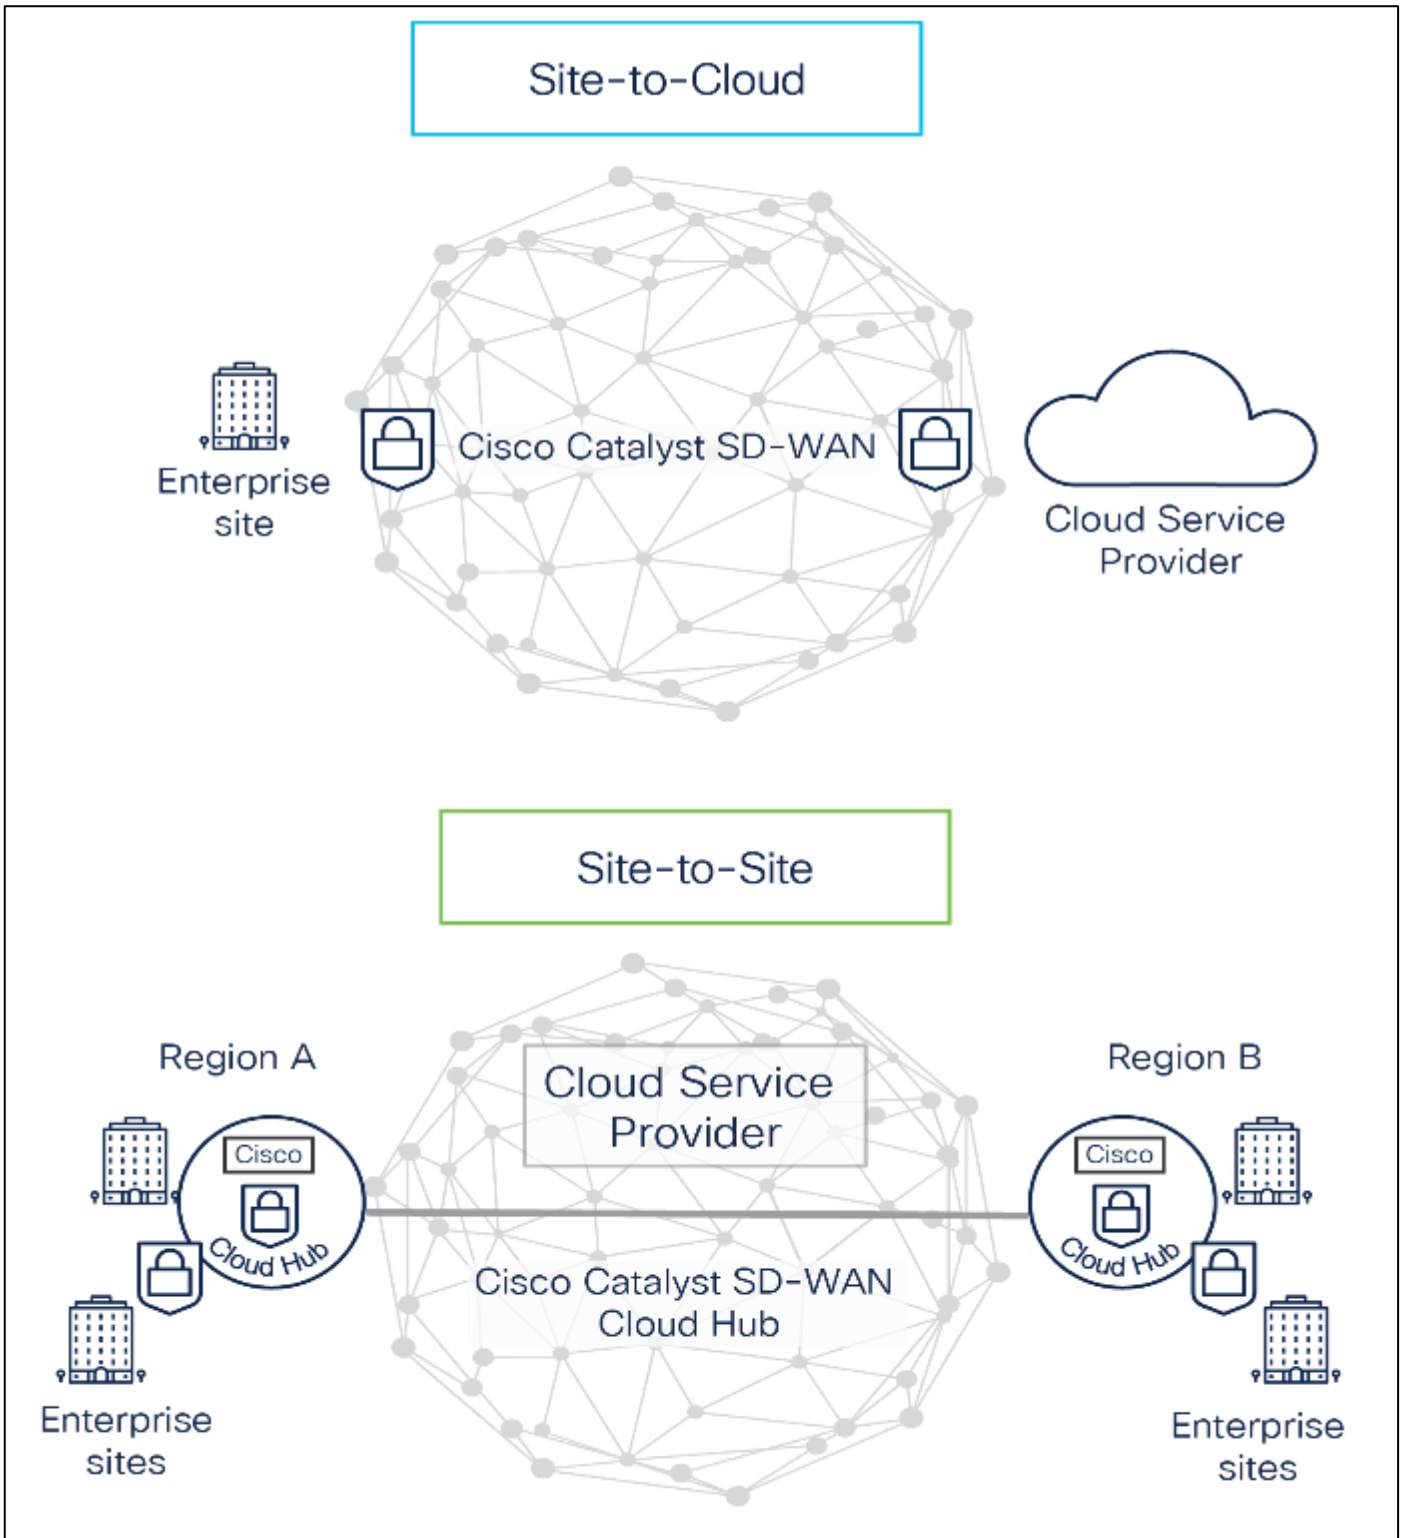 Site-to-Cloud
Cisco Catalyst SD-WAN
Enterprise
site
Cloud Service
Provider
Site-to-Site
Region A
Region B
Cloud Service
Provider
Cisco
Cloud Hub
Cisco
Cloud Hub
Cisco Catalyst SD-WAN
Cloud Hub
Enterprise
sites
Enterprise
sites